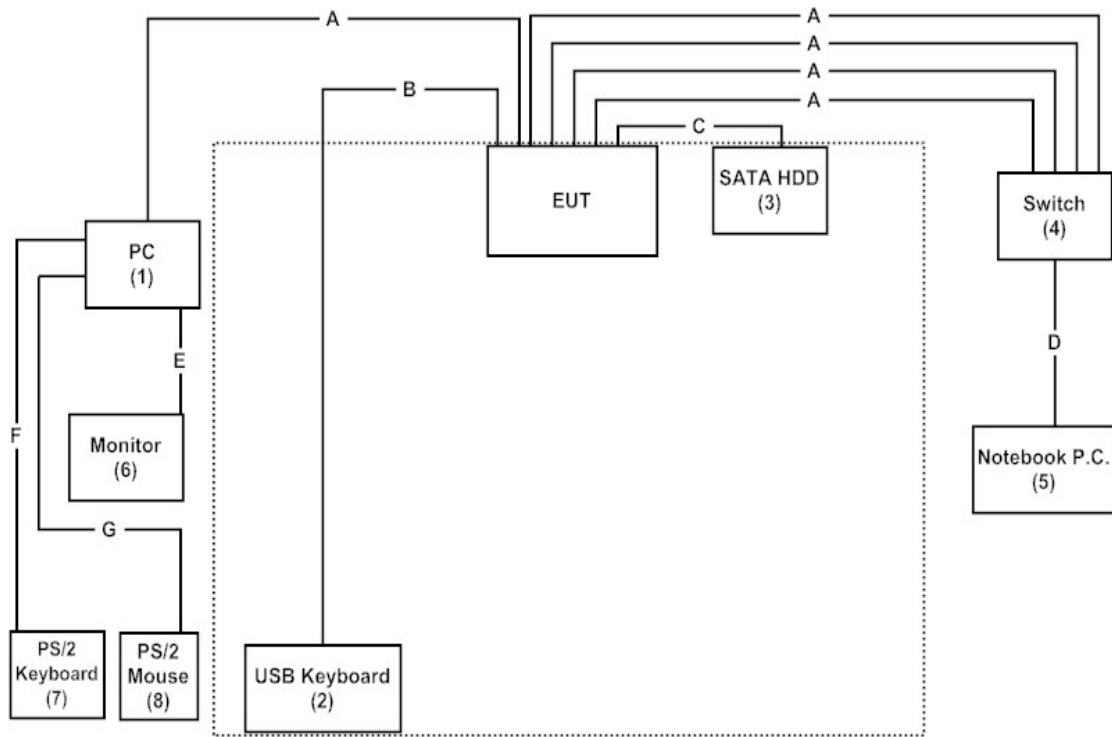 A
A
A
A
B
A
C
EUT
SATA HDD
(3)
Switch
(4)
PC
(1)
D
E
F
Monitor
(6)
Notebook P.C.
(5)
G
PS/2
Keyboard
(7)
PS/2
Mouse
(8)
USB Keyboard
(2)